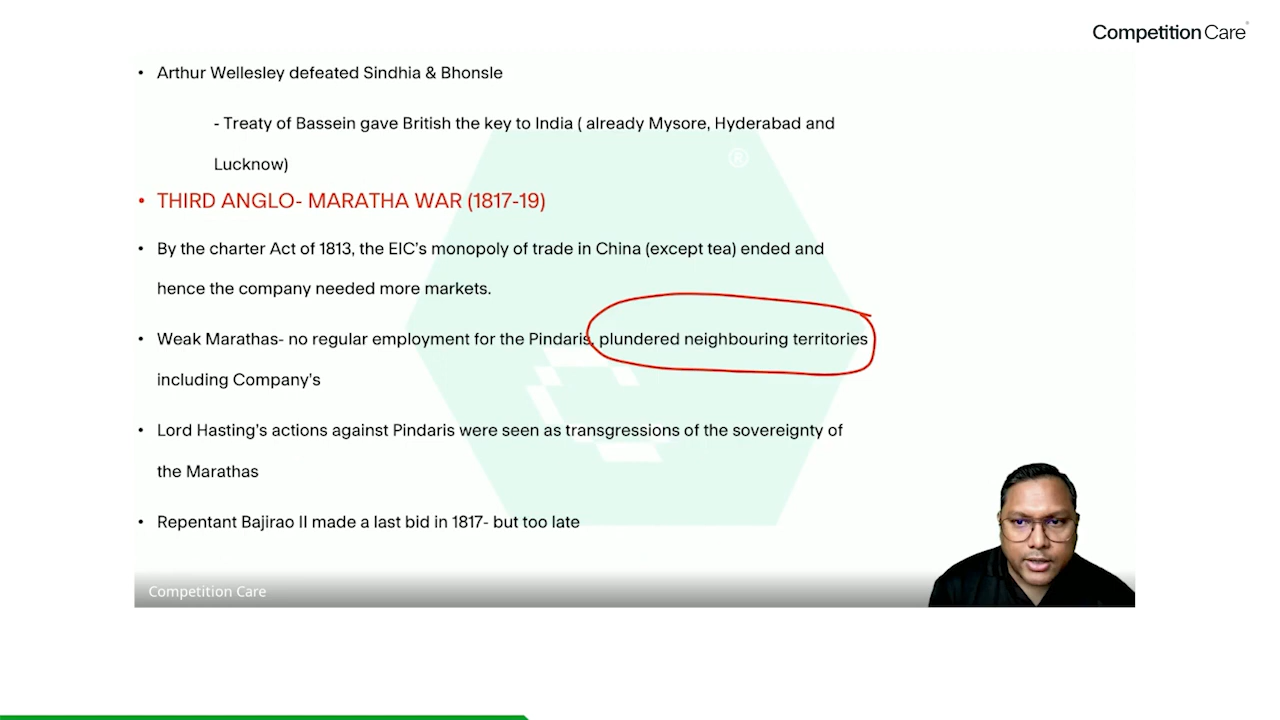 Competition Care
• Arthur Wellesley defeated Sindhia & Bhonsle
- Treaty of Bassein gave British the key to India ( already Mysore, Hyderabad and
Lucknow)
®
• THIRD ANGLO- MARATHA WAR (1817-19)
• By the charter Act of 1813, the EIC's monopoly of trade in China (except tea) ended and
hence the company needed more markets.
• Weak Marathas- no regular employment for the Pindaris, plundered neighbouring territories
including Company's
• Lord Hasting's actions against Pindaris were seen as transgressions of the sovereignty of
the Marathas
• Repentant Bajirao II made a last bid in 1817- but too late
Competition Care